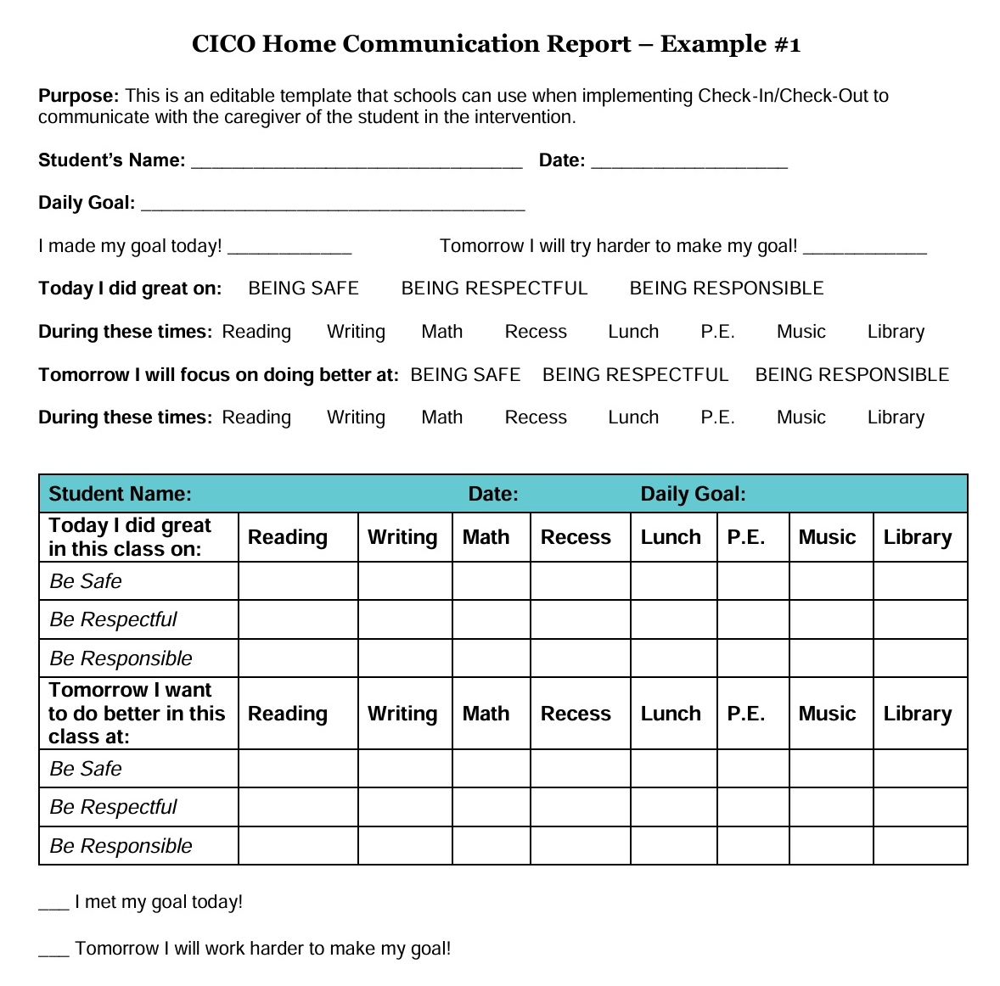 CICO Home Communication Report – Example #1
Purpose: This is an editable template that schools can use when implementing Check-In/Check-Out to
communicate with the caregiver of the student in the intervention.
Student’s Name: ________________________________ Date: ___________________
Daily Goal: _____________________________________
I made my goal today! ____________ Tomorrow I will try harder to make my goal! ____________
Today I did great on: BEING SAFE BEING RESPECTFUL BEING RESPONSIBLE
During these times: Reading Writing Math Recess Lunch P.E. Music Library
Tomorrow I will focus on doing better at: BEING SAFE BEING RESPECTFUL BEING RESPONSIBLE
During these times: Reading Writing Math Recess Lunch P.E. Music Library
Student Name: Date: Daily Goal:
Today I did great
in this class on:
Reading Writing Math Recess Lunch P.E. Music Library
Be Safe
Be Respectful
Be Responsible
Tomorrow I want
to do better in this
class at:
Reading Writing Math Recess Lunch P.E. Music Library
Be Safe
Be Respectful
Be Responsible
___ I met my goal today!
___ Tomorrow I will work harder to make my goal!